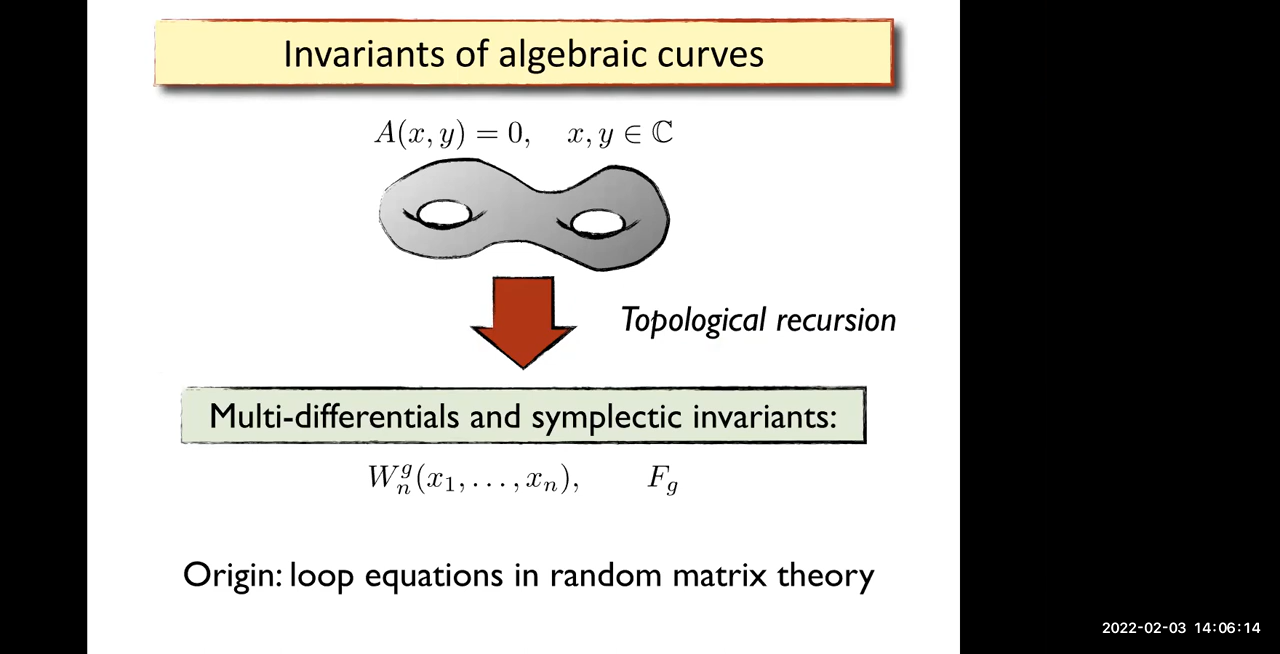 Invariants of algebraic curves
A(x, y) = 0, x, y ∈ ℂ
Topological recursion
Multi-differentials and symplectic invariants:
W_n^g(x_1, …, x_n), F_g
Origin: loop equations in random matrix theory
2022-02-03 14:06:14